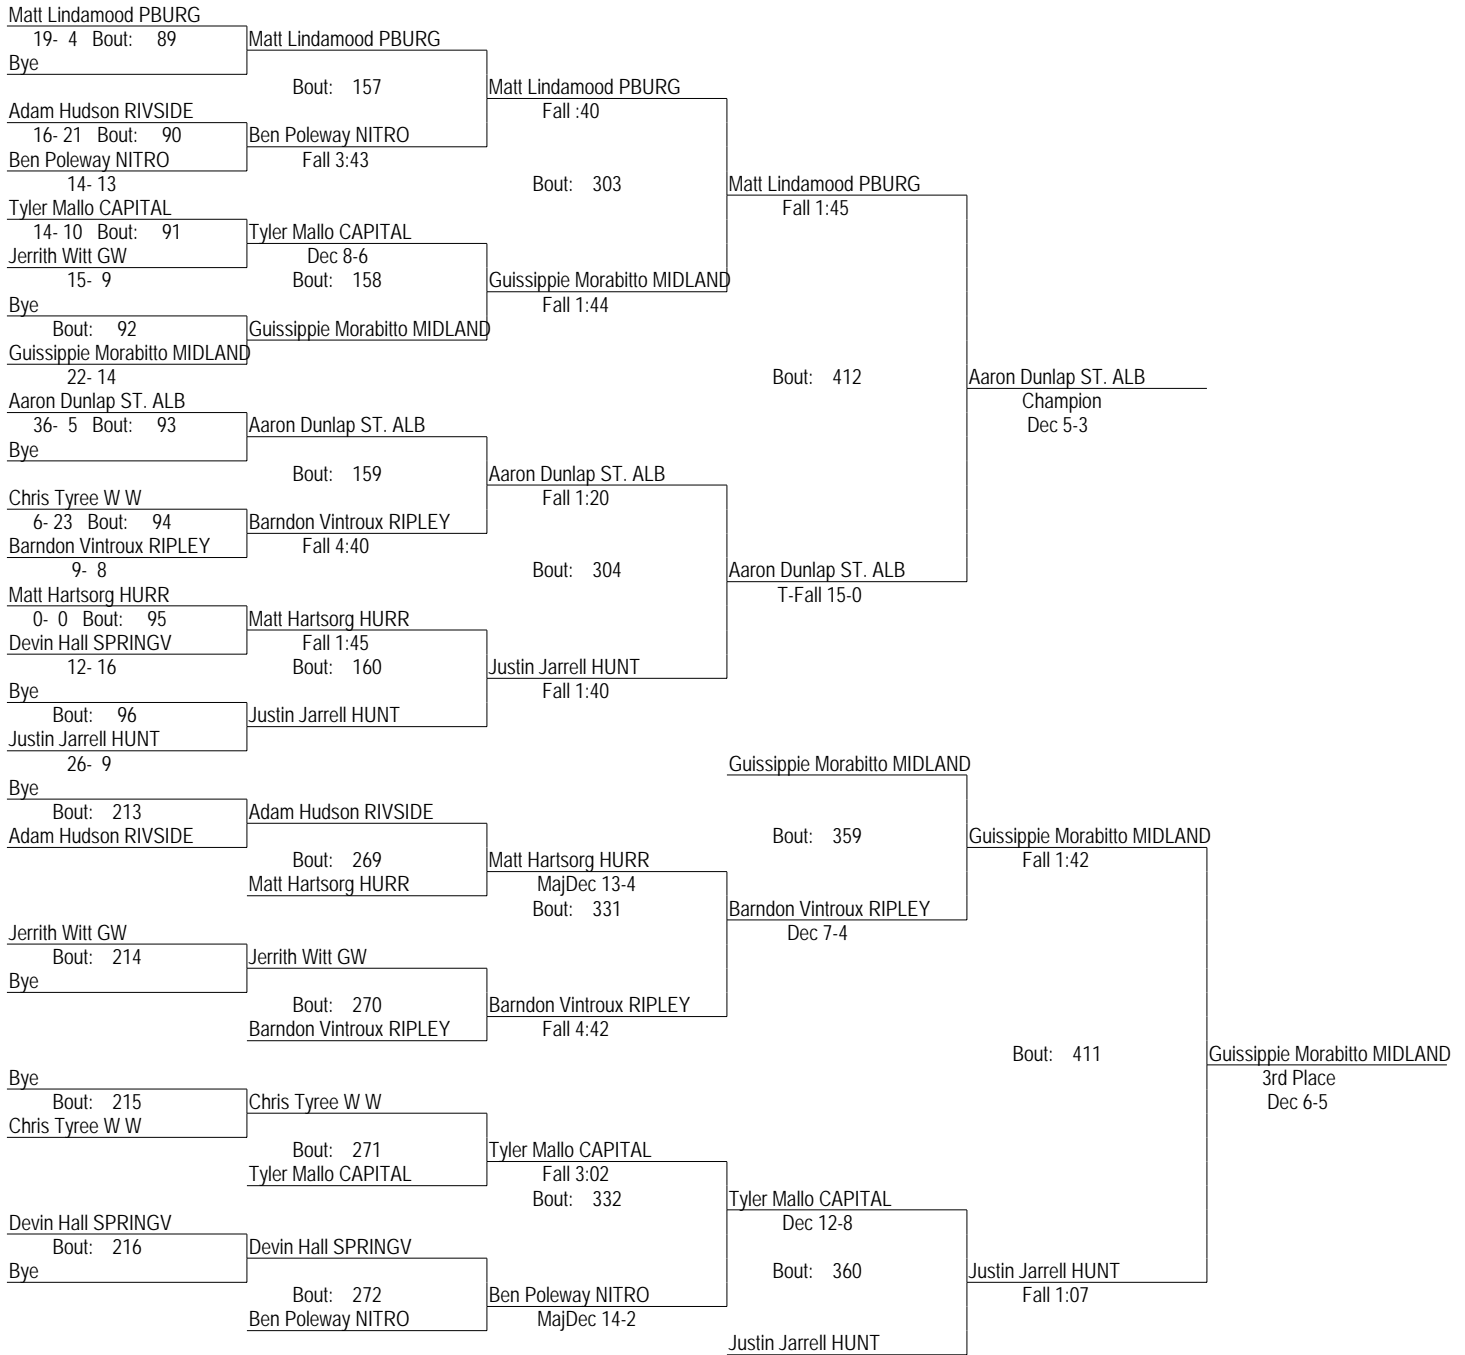 Matt Lindamood PBURG
19- 4 Bout: 89
Matt Lindamood PBURG
Bye
Bout: 157
Matt Lindamood PBURG
Adam Hudson RIVSIDE
Fall :40
16- 21 Bout: 90
Ben Poleway NITRO
Ben Poleway NITRO
Fall 3:43
14- 13
Bout: 303
Matt Lindamood PBURG
Tyler Mallo CAPITAL
Fall 1:45
14- 10 Bout: 91
Tyler Mallo CAPITAL
Jerrith Witt GW
Dec 8-6
15- 9
Bout: 158
Guissippie Morabitto MIDLAND
Bye
Fall 1:44
Bout: 92
Guissippie Morabitto MIDLAND
Guissippie Morabitto MIDLAND
22- 14
Bout: 412
Aaron Dunlap ST. ALB
Aaron Dunlap ST. ALB
Champion
36- 5 Bout: 93
Aaron Dunlap ST. ALB
Dec 5-3
Bye
Bout: 159
Aaron Dunlap ST. ALB
Chris Tyree W W
Fall 1:20
6- 23 Bout: 94
Barndon Vintroux RIPLEY
Barndon Vintroux RIPLEY
Fall 4:40
9- 8
Bout: 304
Aaron Dunlap ST. ALB
Matt Hartsorg HURR
T-Fall 15-0
0- 0 Bout: 95
Matt Hartsorg HURR
Devin Hall SPRINGV
Fall 1:45
12- 16
Bout: 160
Justin Jarrell HUNT
Bye
Fall 1:40
Bout: 96
Justin Jarrell HUNT
Justin Jarrell HUNT
26- 9
Guissippie Morabitto MIDLAND
Bye
Bout: 213
Adam Hudson RIVSIDE
Adam Hudson RIVSIDE
Bout: 359
Guissippie Morabitto MIDLAND
Bout: 269
Matt Hartsorg HURR
Fall 1:42
Matt Hartsorg HURR
MajDec 13-4
Bout: 331
Barndon Vintroux RIPLEY
Jerrith Witt GW
Dec 7-4
Bout: 214
Jerrith Witt GW
Bye
Bout: 270
Barndon Vintroux RIPLEY
Barndon Vintroux RIPLEY
Fall 4:42
Bout: 411
Guissippie Morabitto MIDLAND
Bye
3rd Place
Bout: 215
Chris Tyree W W
Dec 6-5
Chris Tyree W W
Bout: 271
Tyler Mallo CAPITAL
Tyler Mallo CAPITAL
Fall 3:02
Bout: 332
Tyler Mallo CAPITAL
Devin Hall SPRINGV
Dec 12-8
Bout: 216
Devin Hall SPRINGV
Bye
Bout: 360
Justin Jarrell HUNT
Bout: 272
Ben Poleway NITRO
Fall 1:07
Ben Poleway NITRO
MajDec 14-2
Justin Jarrell HUNT